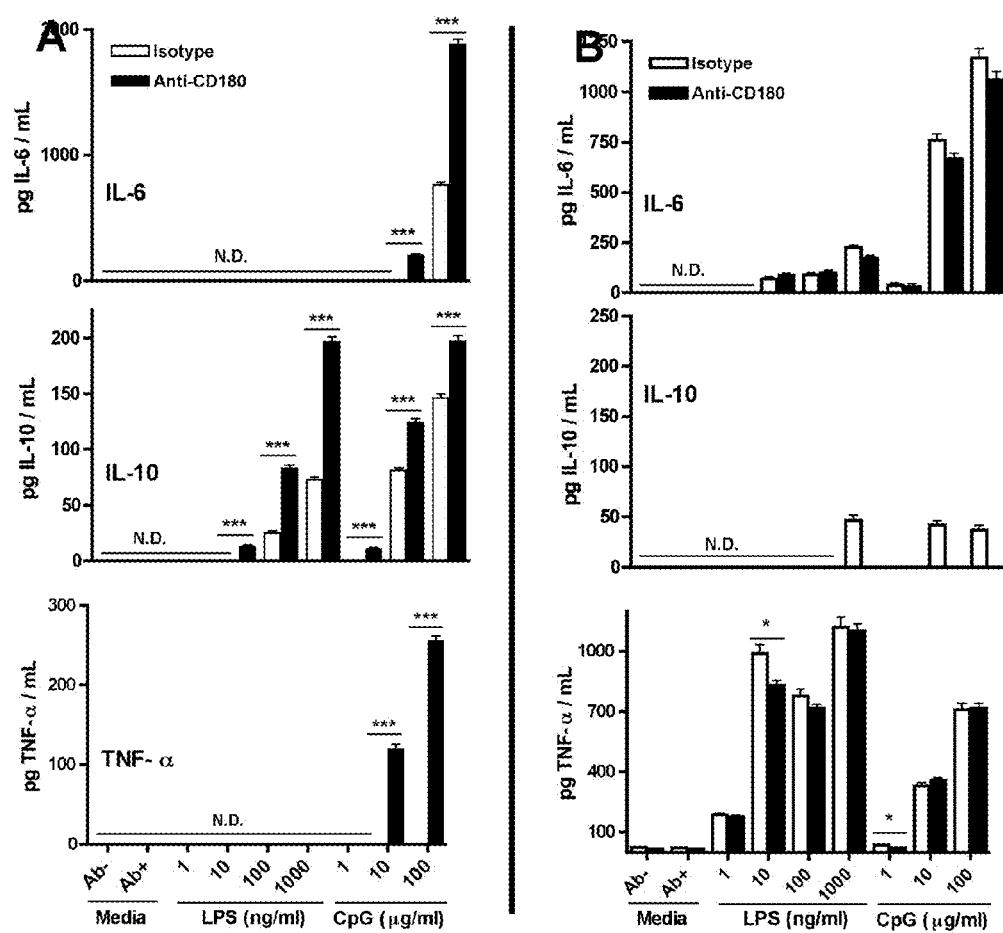 A
2000
***
***
Isotype
Anti-CD180
1000
pg IL-6 / mL
IL-6
***
N.D.
0
200
***
***
150
***
***
pg IL-10 / mL
100
IL-10
50
***
***
N.D.
0
300
***
200
***
pg TNF-α / mL
100
TNF- α
N.D.
0
Ab- Ab+ 1 10 100 1000 1 10 100
Media LPS (ng/ml) CpG (μg/ml)
B
1250
Isotype
Anti-CD180
1000
pg IL-6 / mL
750
500
IL-6
250
N.D.
0
250
200
IL-10
150
pg IL-10 / mL
100
50
N.D.
0
1000
*
pg TNF-α / mL
700
400
*
100
Ab- Ab+ 1 10 100 1000 1 10 100
Media LPS (ng/ml) CpG (μg/ml)